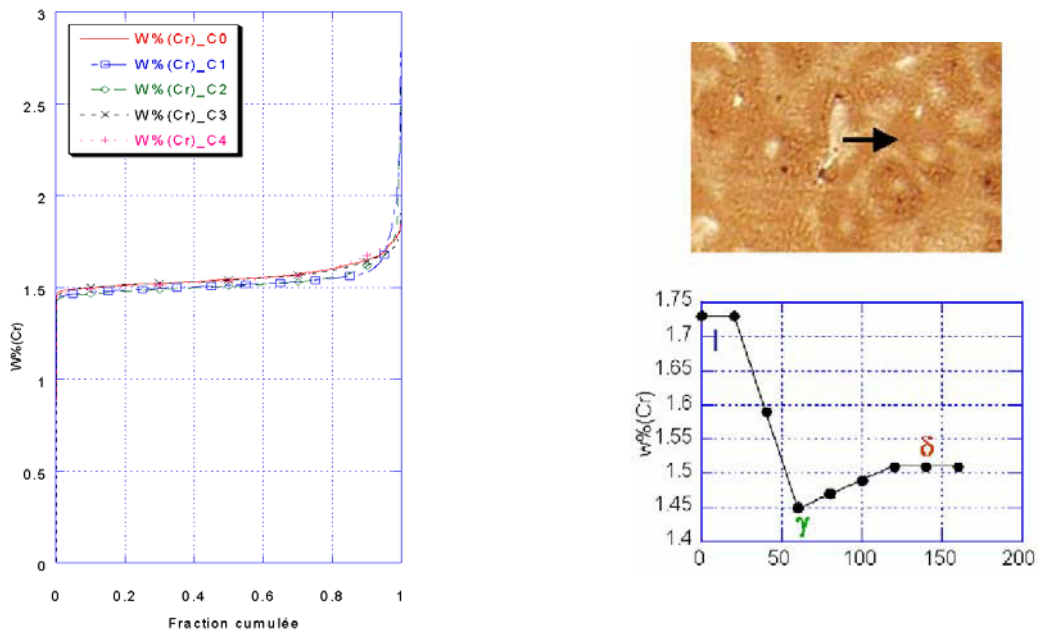 3
2.5
2
1.5
1
0.5
0
W%(Cr)
W%(Cr)_C0
W%(Cr)_C1
W%(Cr)_C2
W%(Cr)_C3
W%(Cr)_C4
0 0.2 0.4 0.6 0.8 1
Fraction cumulée
1.75
1.7
1.65
1.6
1.55
1.5
1.45
1.4
w%(Cr)
l
γ
δ
0 50 100 150 200